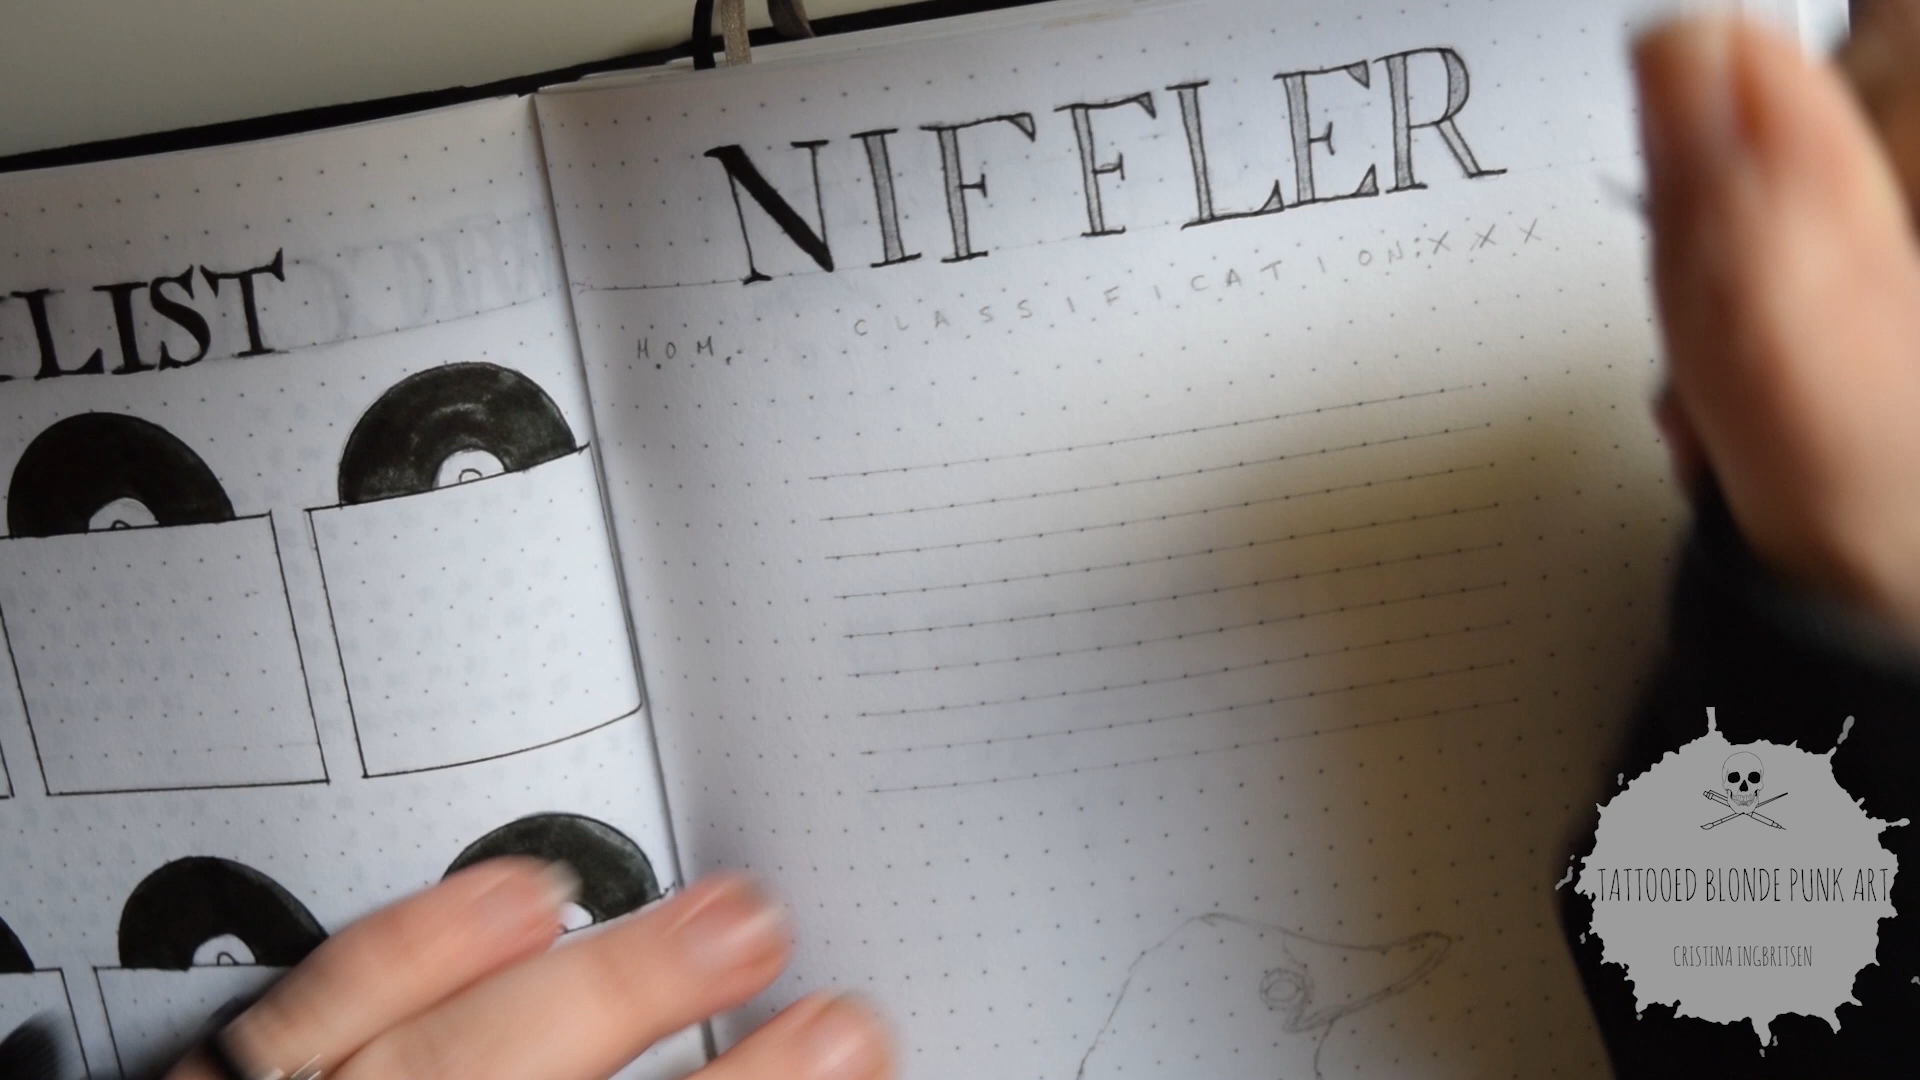 LIST
NIFFLER
CLASSIFICATION:XXX
M.O.M.
TATTOOED BLONDE PUNK ART
CRISTINA INGBRITSEN